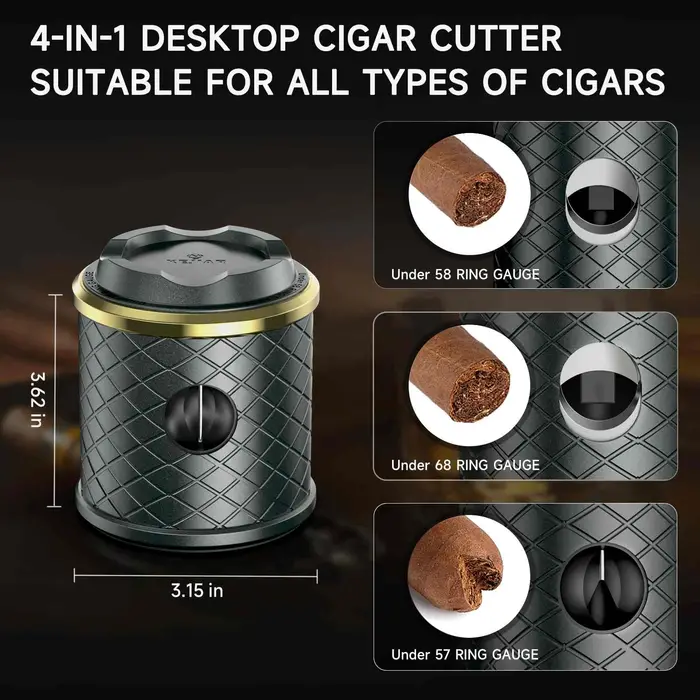 4-IN-1 DESKTOP CIGAR CUTTER
SUITABLE FOR ALL TYPES OF CIGARS
Under 58 RING GAUGE
3.62 in
Under 68 RING GAUGE
3.15 in
Under 57 RING GAUGE